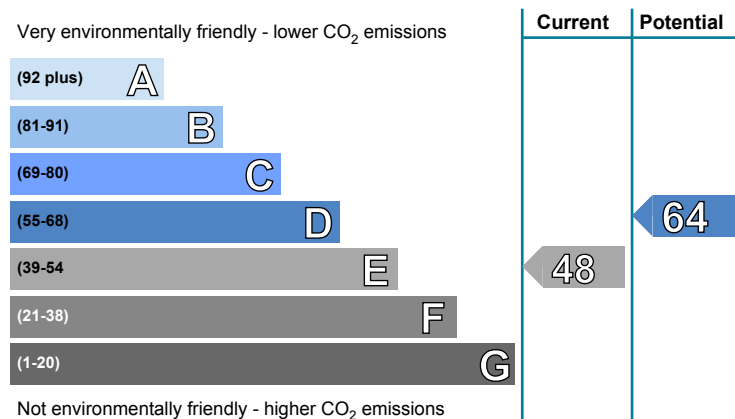 Current Potential
Very environmentally friendly - lower CO₂ emissions
(92 plus) A
(81-91) B
(69-80) C
(55-68) D
64
(39-54 E
48
(21-38) F
(1-20) G
Not environmentally friendly - higher CO₂ emissions